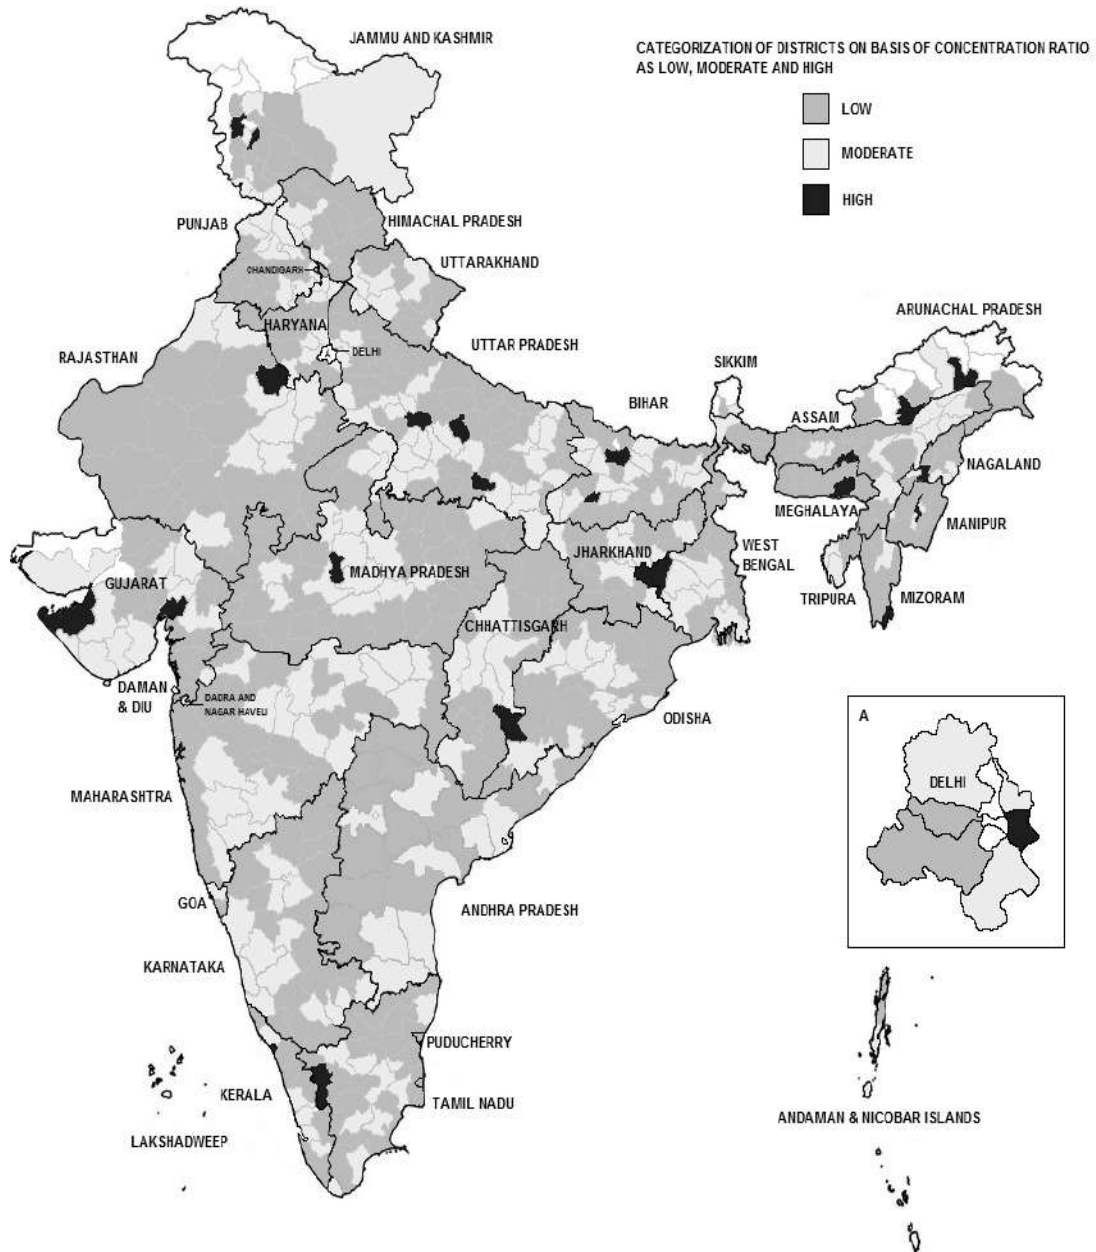 JAMMU AND KASHMIR
CATEGORIZATION OF DISTRICTS ON BASIS OF CONCENTRATION RATIO
AS LOW, MODERATE AND HIGH
LOW
MODERATE
HIGH
PUNJAB
HIMACHAL PRADESH
CHANDIGARH
UTTARAKHAND
HARYANA
DELHI
UTTAR PRADESH
RAJASTHAN
ARUNACHAL PRADESH
SIKKIM
BIHAR
ASSAM
NAGALAND
MEGHALAYA
MANIPUR
WEST
BENGAL
JHARKHAND
GUJARAT
MADHYA PRADESH
TRIPURA
MIZORAM
CHHATTISGARH
DAMAN
& DIU
DADRA AND
NAGAR HAVELI
ODISHA
MAHARASHTRA
A
DELHI
GOA
ANDHRA PRADESH
KARNATAKA
PUDUCHERRY
KERALA
TAMIL NADU
LAKSHADWEEP
ANDAMAN & NICOBAR ISLANDS